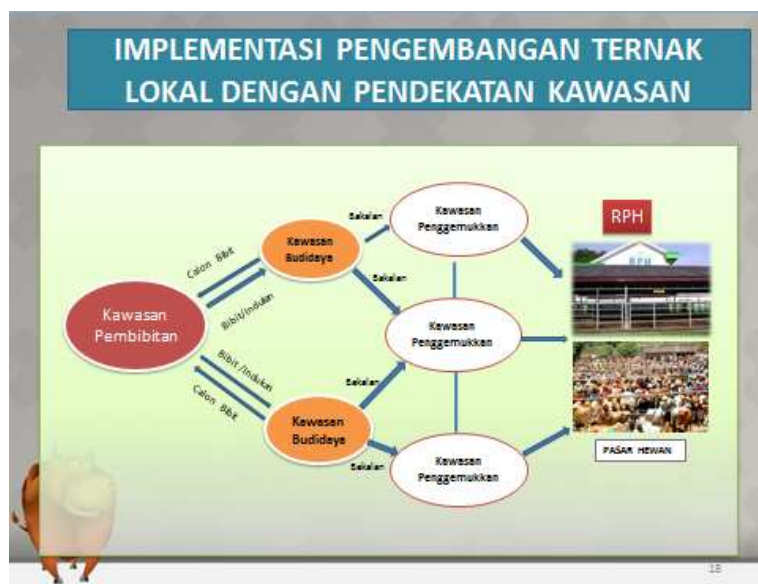 IMPLEMENTASI PENGEMBANGAN TERNAK
LOKAL DENGAN PENDEKATAN KAWASAN
Kawasan
Pembibitan
Calon Bibit
Bibit/Indukan
Bibit /Indukan
Calon Bibit
Kawasan
Budidaya
Kawasan
Budidaya
Bakalan
Bakalan
Bakalan
Bakalan
Kawasan
Penggemukkan
Kawasan
Penggemukkan
Kawasan
Penggemukkan
RPH
RPH
PASAR HEWAN
18